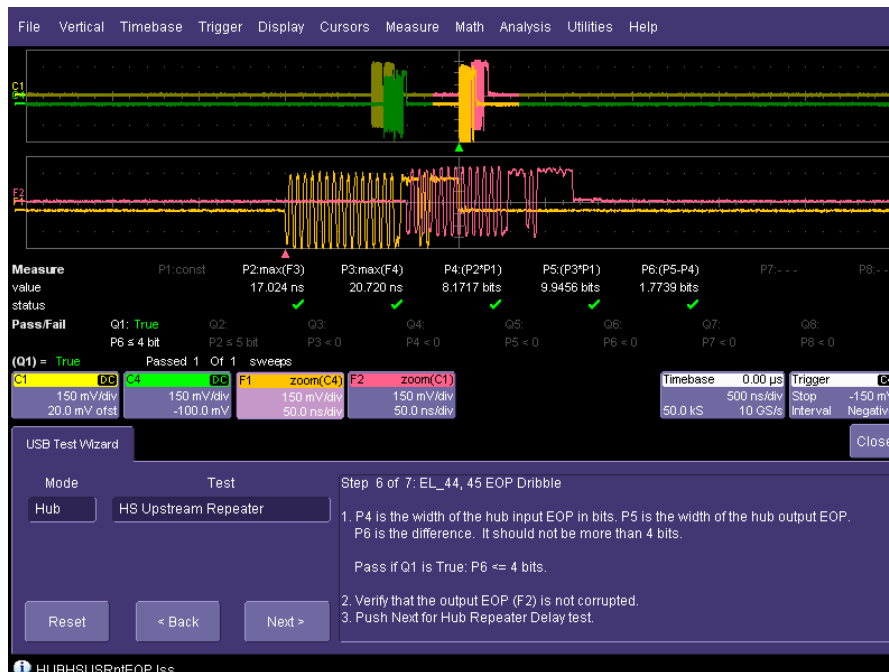 File Vertical Timebase Trigger Display Cursors Measure Math Analysis Utilities Help
C1
F2
F1
Measure P1:const P2:max(F3) P3:max(F4) P4:(P2*P1) P5:(P3*P1) P6:(P5-P4) P7:--- P8:--
value 17.024 ns 20.720 ns 8.1717 bits 9.9456 bits 1.7739 bits
status
Pass/Fail Q1: True Q2: Q3: Q4: Q5: Q6: Q7: Q8:
P6 ≤ 4 bit P2 ≤ 5 bit P3 < 0 P4 < 0 P5 < 0 P6 < 0 P7 < 0 P8 < 0
(Q1) = True Passed 1 Of 1 sweeps
C1 DC C4 DC F1 zoom(C4) F2 zoom(C1) Timebase 0.00 µs Trigger
150 mV/div 150 mV/div 150 mV/div 150 mV/div 500 ns/div Stop -150 mV
20.0 mV ofst -100.0 mV 50.0 ns/div 50.0 ns/div 50.0 kS 10 GS/s Interval Negative
USB Test Wizard Close
Mode Test
Hub HS Upstream Repeater
Step 6 of 7: EL_44, 45 EOP Dribble
1. P4 is the width of the hub input EOP in bits. P5 is the width of the hub output EOP.
P6 is the difference. It should not be more than 4 bits.
Pass if Q1 is True: P6 <= 4 bits.
2. Verify that the output EOP (F2) is not corrupted.
3. Push Next for Hub Repeater Delay test.
Reset < Back Next >
HUBHSUSRptEOP.lss